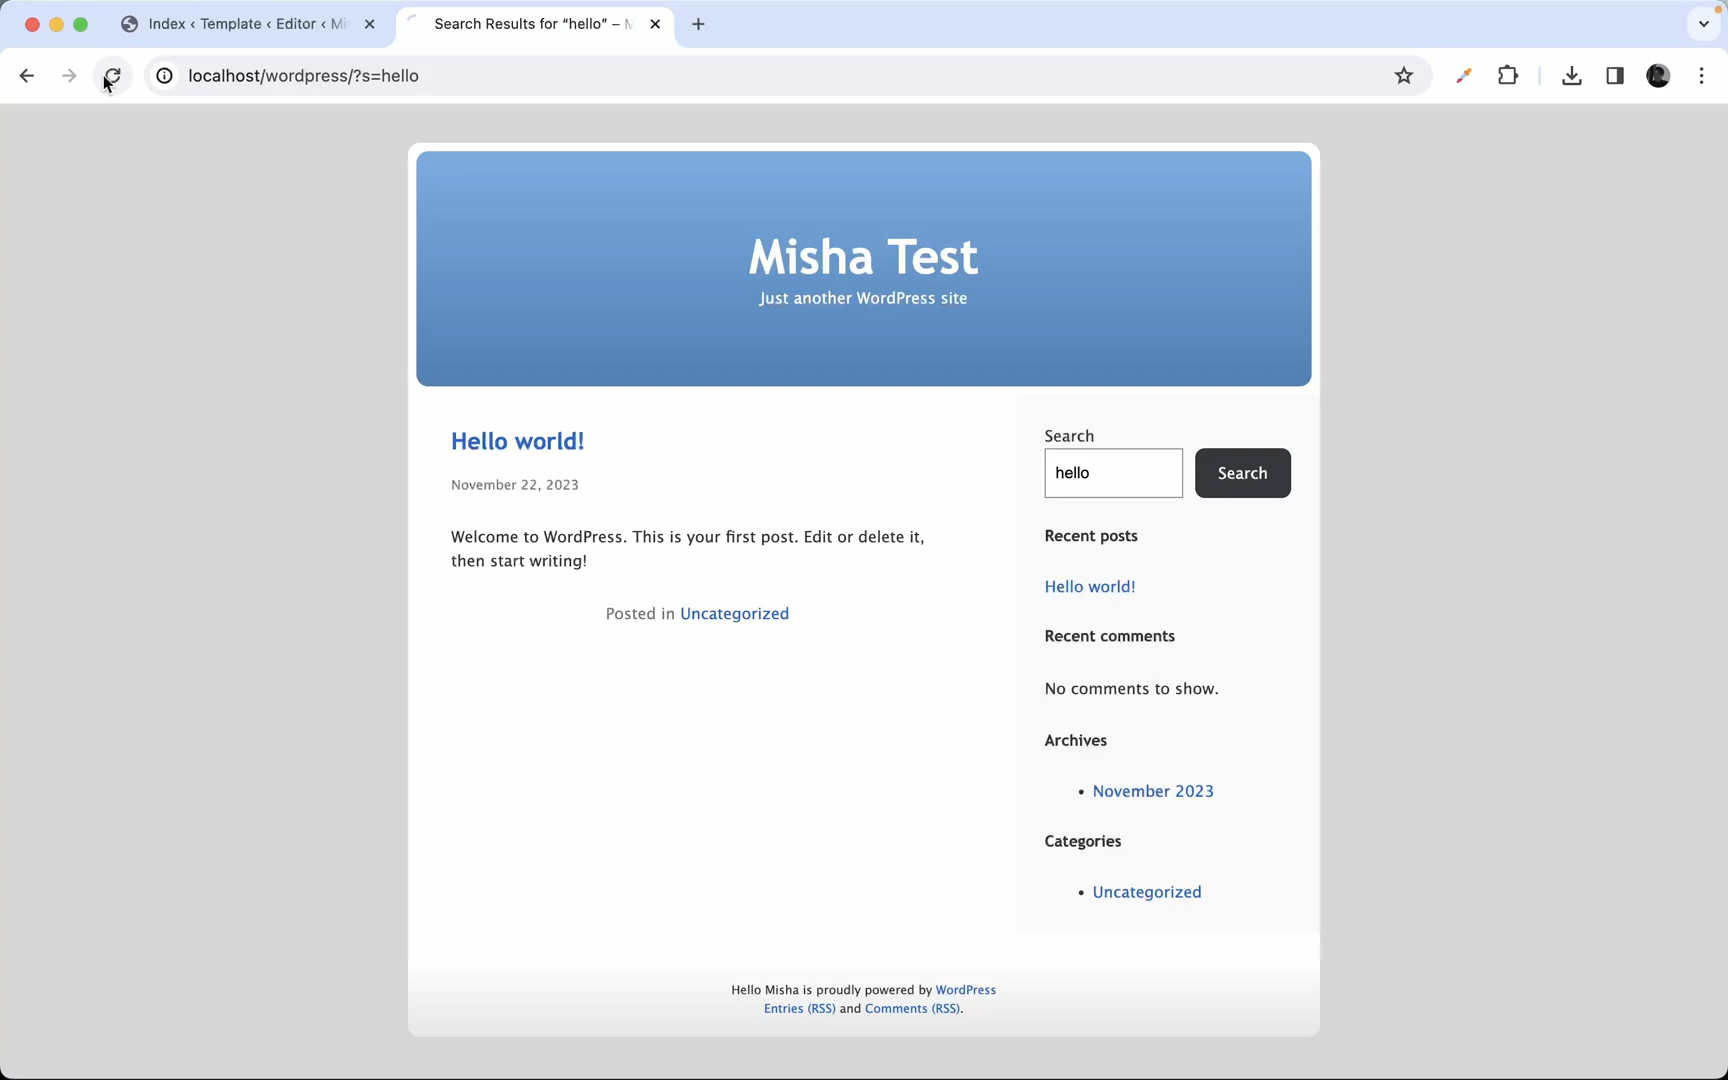 Index ‹ Template ‹ Editor ‹ Mi
Search Results for “hello” – M
localhost/wordpress/?s=hello
Misha Test
Just another WordPress site
Hello world!
November 22, 2023
Welcome to WordPress. This is your first post. Edit or delete it,
then start writing!
Posted in Uncategorized
Search
hello
Search
Recent posts
Hello world!
Recent comments
No comments to show.
Archives
• November 2023
Categories
• Uncategorized
Hello Misha is proudly powered by WordPress
Entries (RSS) and Comments (RSS).